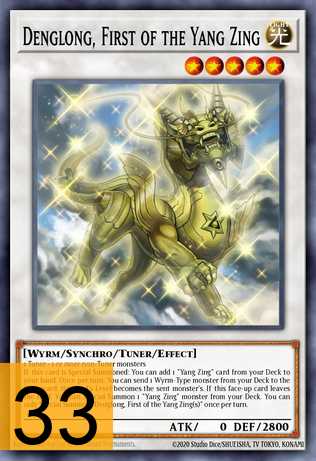 DENGLONG, FIRST OF THE YANG ZING
LIGHT
光
[WYRM/SYNCHRO/TUNER/EFFECT]
1 Tuner + 1 or more non-Tuner monsters
If this card is Special Summoned: You can add 1 "Yang Zing" card from your Deck to
your hand. Once per turn: You can send 1 Wyrm-Type monster from your Deck to the
Level becomes the sent monster's. If this face-up card leaves
Summon 1 "Yang Zing" monster from your Deck. You can
"Denglong, First of the Yang Zing(s)" once per turn.
ATK/ 0 DEF/2800
33
©2020 Studio Dice/SHUEISHA, TV TOKYO, KONAMI